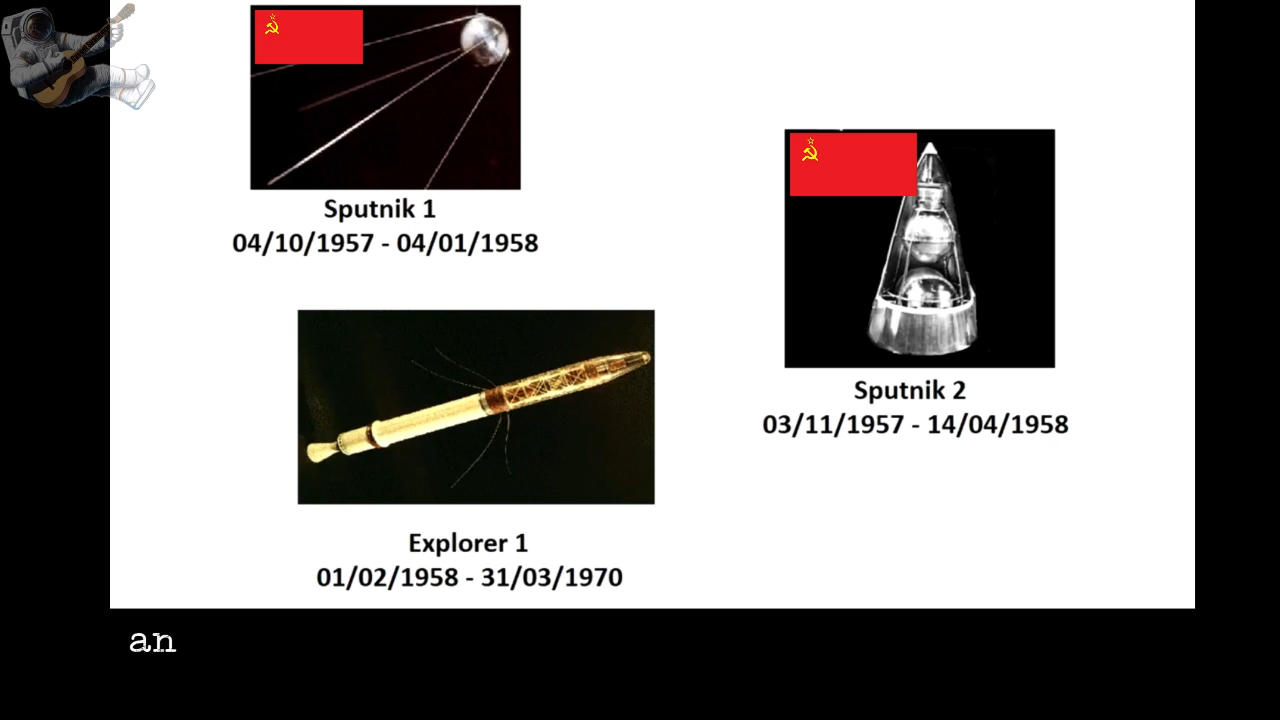 Sputnik 1
04/10/1957 - 04/01/1958
Sputnik 2
03/11/1957 - 14/04/1958
Explorer 1
01/02/1958 - 31/03/1970
an